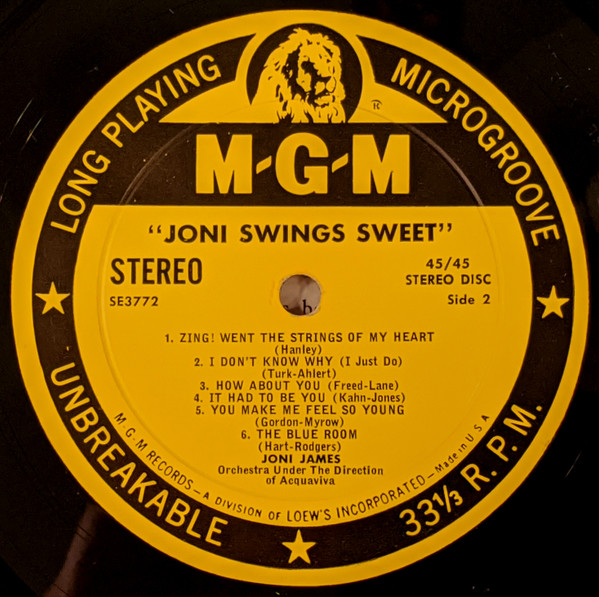 LONG PLAYING
MICROGROOVE
R
M-G-M
"JONI SWINGS SWEET"
STEREO
SE3772
45/45
STEREO DISC
Side 2
1. ZING! WENT THE STRINGS OF MY HEART
(Hanley)
2. I DON'T KNOW WHY (I Just Do)
(Turk-Ahlert)
3. HOW ABOUT YOU (Freed-Lane)
4. IT HAD TO BE YOU (Kahn-Jones)
5. YOU MAKE ME FEEL SO YOUNG
(Gordon-Myrow)
6. THE BLUE ROOM
(Hart-Rodgers)
JONI JAMES
Orchestra Under The Direction
of Acquaviva
M.G.M RECORDS—A DIVISION OF LOEW'S INCORPORATED—Made in U.S.A
UNBREAKABLE
33⅓ R.P.M.